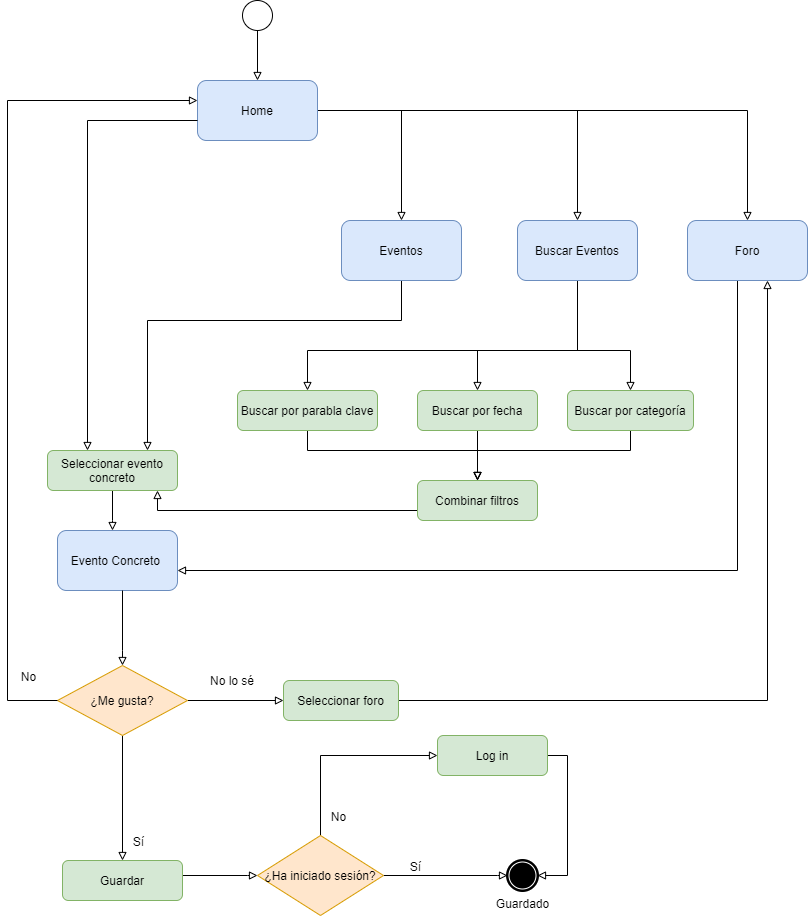 Home
Eventos
Buscar Eventos
Foro
Buscar por parabla clave
Buscar por fecha
Buscar por categoría
Seleccionar evento
concreto
Combinar filtros
Evento Concreto
No
No lo sé
¿Me gusta?
Seleccionar foro
Log in
No
Sí
Sí
¿Ha iniciado sesión?
Guardar
Guardado